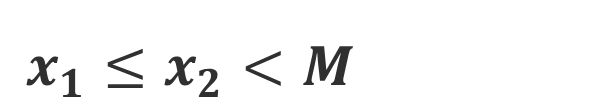 x₁ ≤ x₂ < M